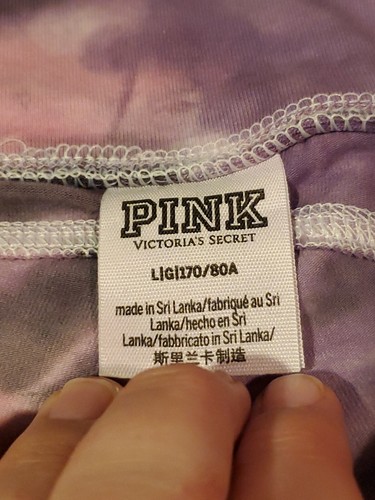 PINK
VICTORIA'S SECRET
L|G|170/80A
made in Sri Lanka/fabriqué au Sri
Lanka/hecho en Sri
Lanka/fabbricato in Sri Lanka/
斯里兰卡制造